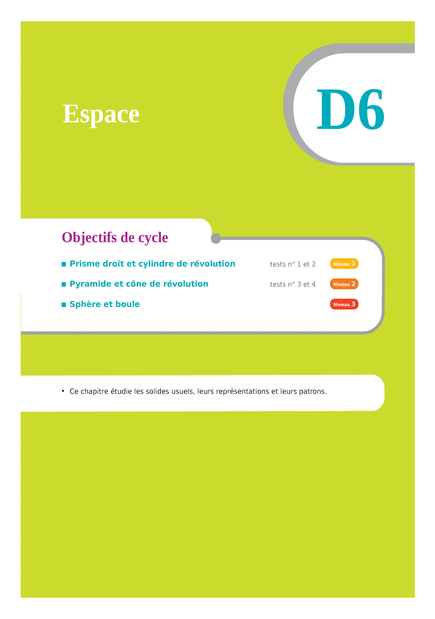 Espace
D6
Objectifs de cycle
■ Prisme droit et cylindre de révolution tests n° 1 et 2 Niveau 1
■ Pyramide et cône de révolution tests n° 3 et 4 Niveau 2
■ Sphère et boule Niveau 3
• Ce chapitre étudie les solides usuels, leurs représentations et leurs patrons.